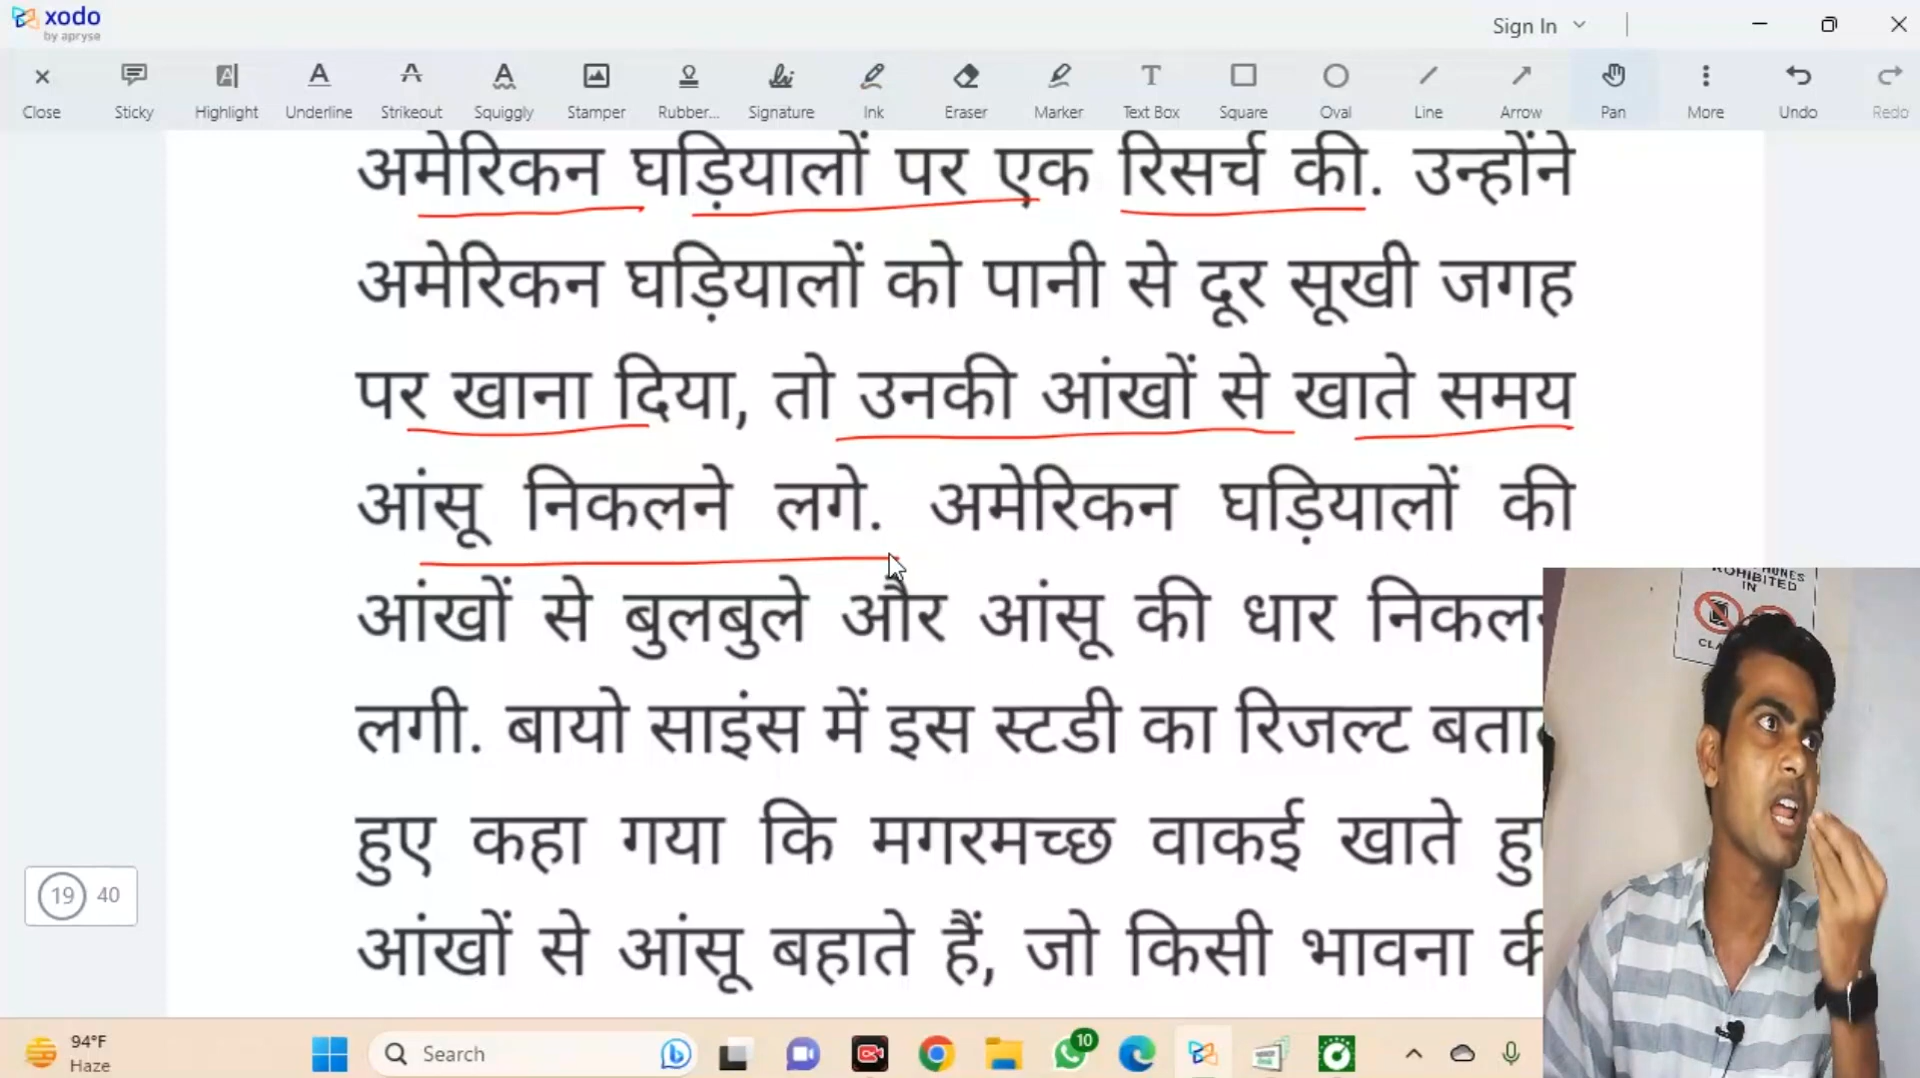 xodo
by apryse
Sign In
Close Sticky Highlight Underline Strikeout Squiggly Stamper Rubber... Signature Ink Eraser Marker Text Box Square Oval Line Arrow Pan More Undo Redo
अमेरिकन घड़ियालों पर एक रिसर्च की. उन्होंने
अमेरिकन घड़ियालों को पानी से दूर सूखी जगह
पर खाना दिया, तो उनकी आंखों से खाते समय
आंसू निकलने लगे. अमेरिकन घड़ियालों की
आंखों से बुलबुले और आंसू की धार
लगी. बायो साइंस में इस स्टडी का रिजल्ट
हुए कहा गया कि मगरमच्छ वाकई खाते
आंखों से आंसू बहाते हैं, जो किसी भावना
19 40
IN
94°F
Haze
Search
10